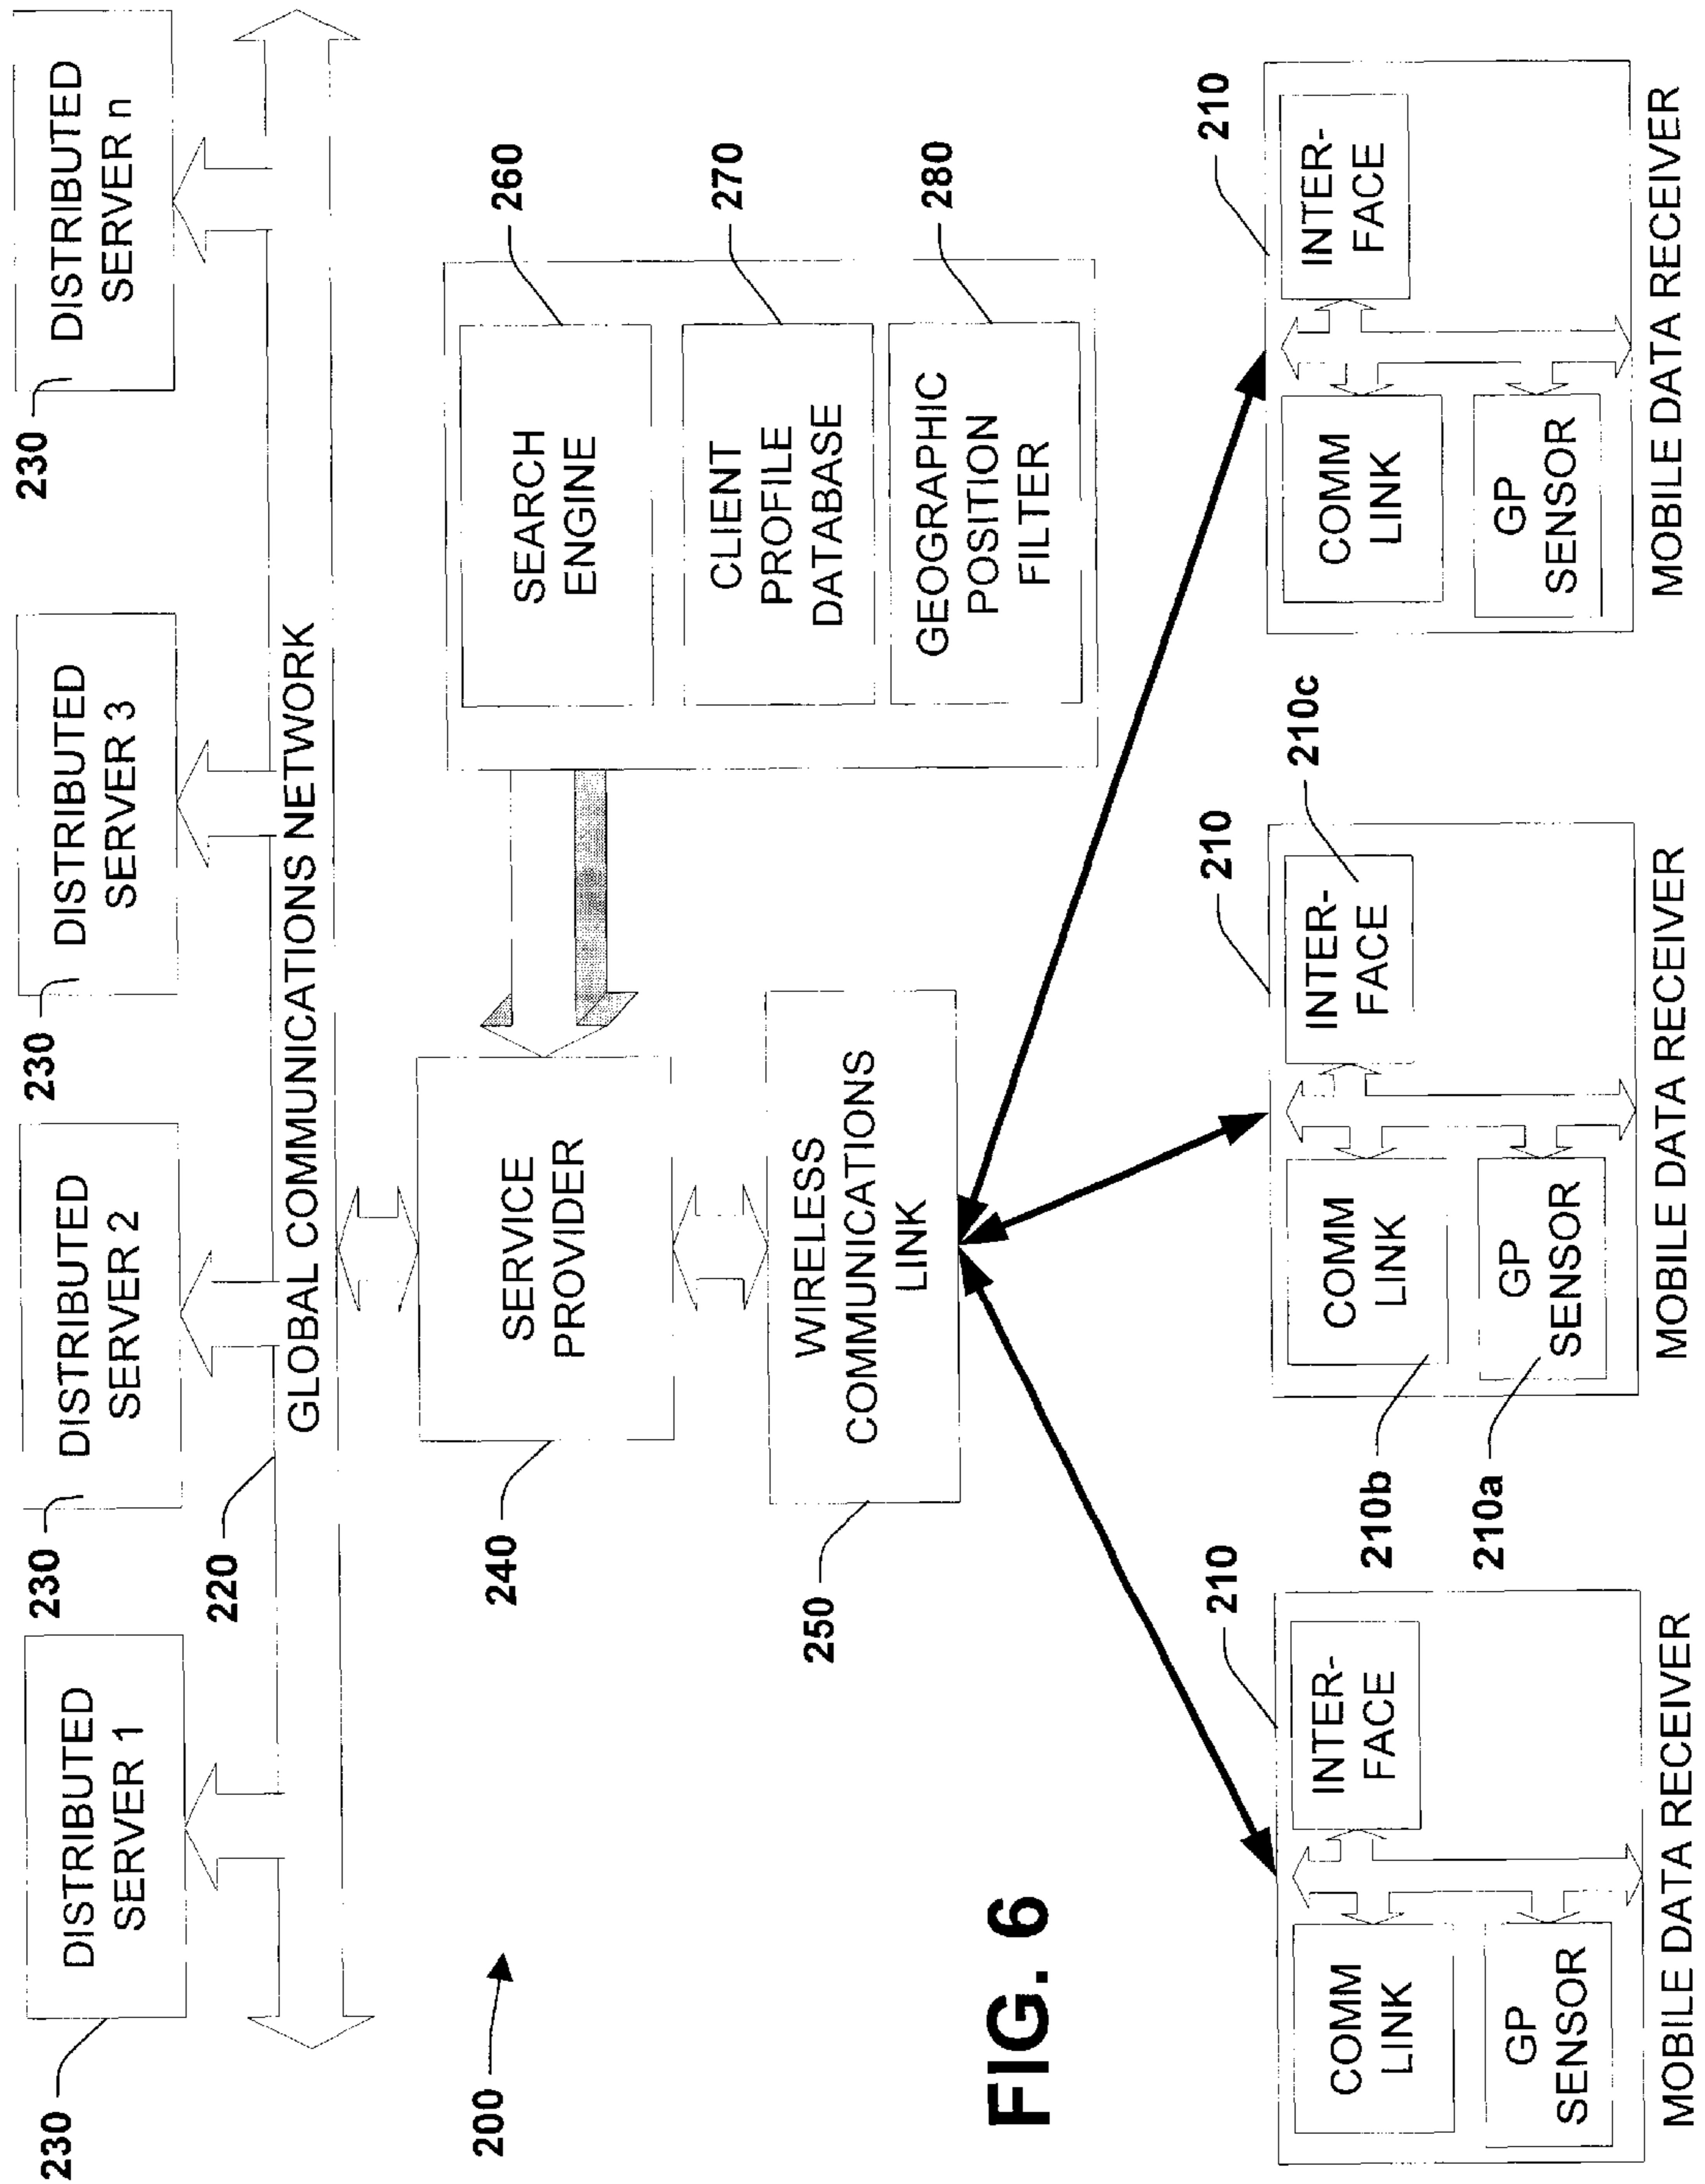 230
230
230
230
DISTRIBUTED
SERVER 1
DISTRIBUTED
SERVER 2
DISTRIBUTED
SERVER 3
DISTRIBUTED
SERVER n
220
GLOBAL COMMUNICATIONS NETWORK
200
240
SERVICE
PROVIDER
SEARCH
ENGINE
260
CLIENT
PROFILE
DATABASE
270
GEOGRAPHIC
POSITION
FILTER
280
250
WIRELESS
COMMUNICATIONS
LINK
FIG. 6
210
INTER-
FACE
COMM
LINK
GP
SENSOR
MOBILE DATA RECEIVER
210
INTER-
FACE
210c
COMM
LINK
210b
GP
SENSOR
210a
MOBILE DATA RECEIVER
210
INTER-
FACE
COMM
LINK
GP
SENSOR
MOBILE DATA RECEIVER